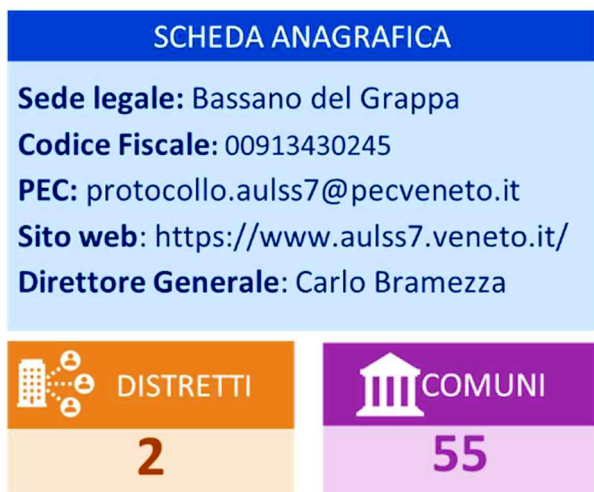 SCHEDA ANAGRAFICA
Sede legale: Bassano del Grappa
Codice Fiscale: 00913430245
PEC: protocollo.aulss7@pecveneto.it
Sito web: https://www.aulss7.veneto.it/
Direttore Generale: Carlo Bramezza
DISTRETTI
2
COMUNI
55